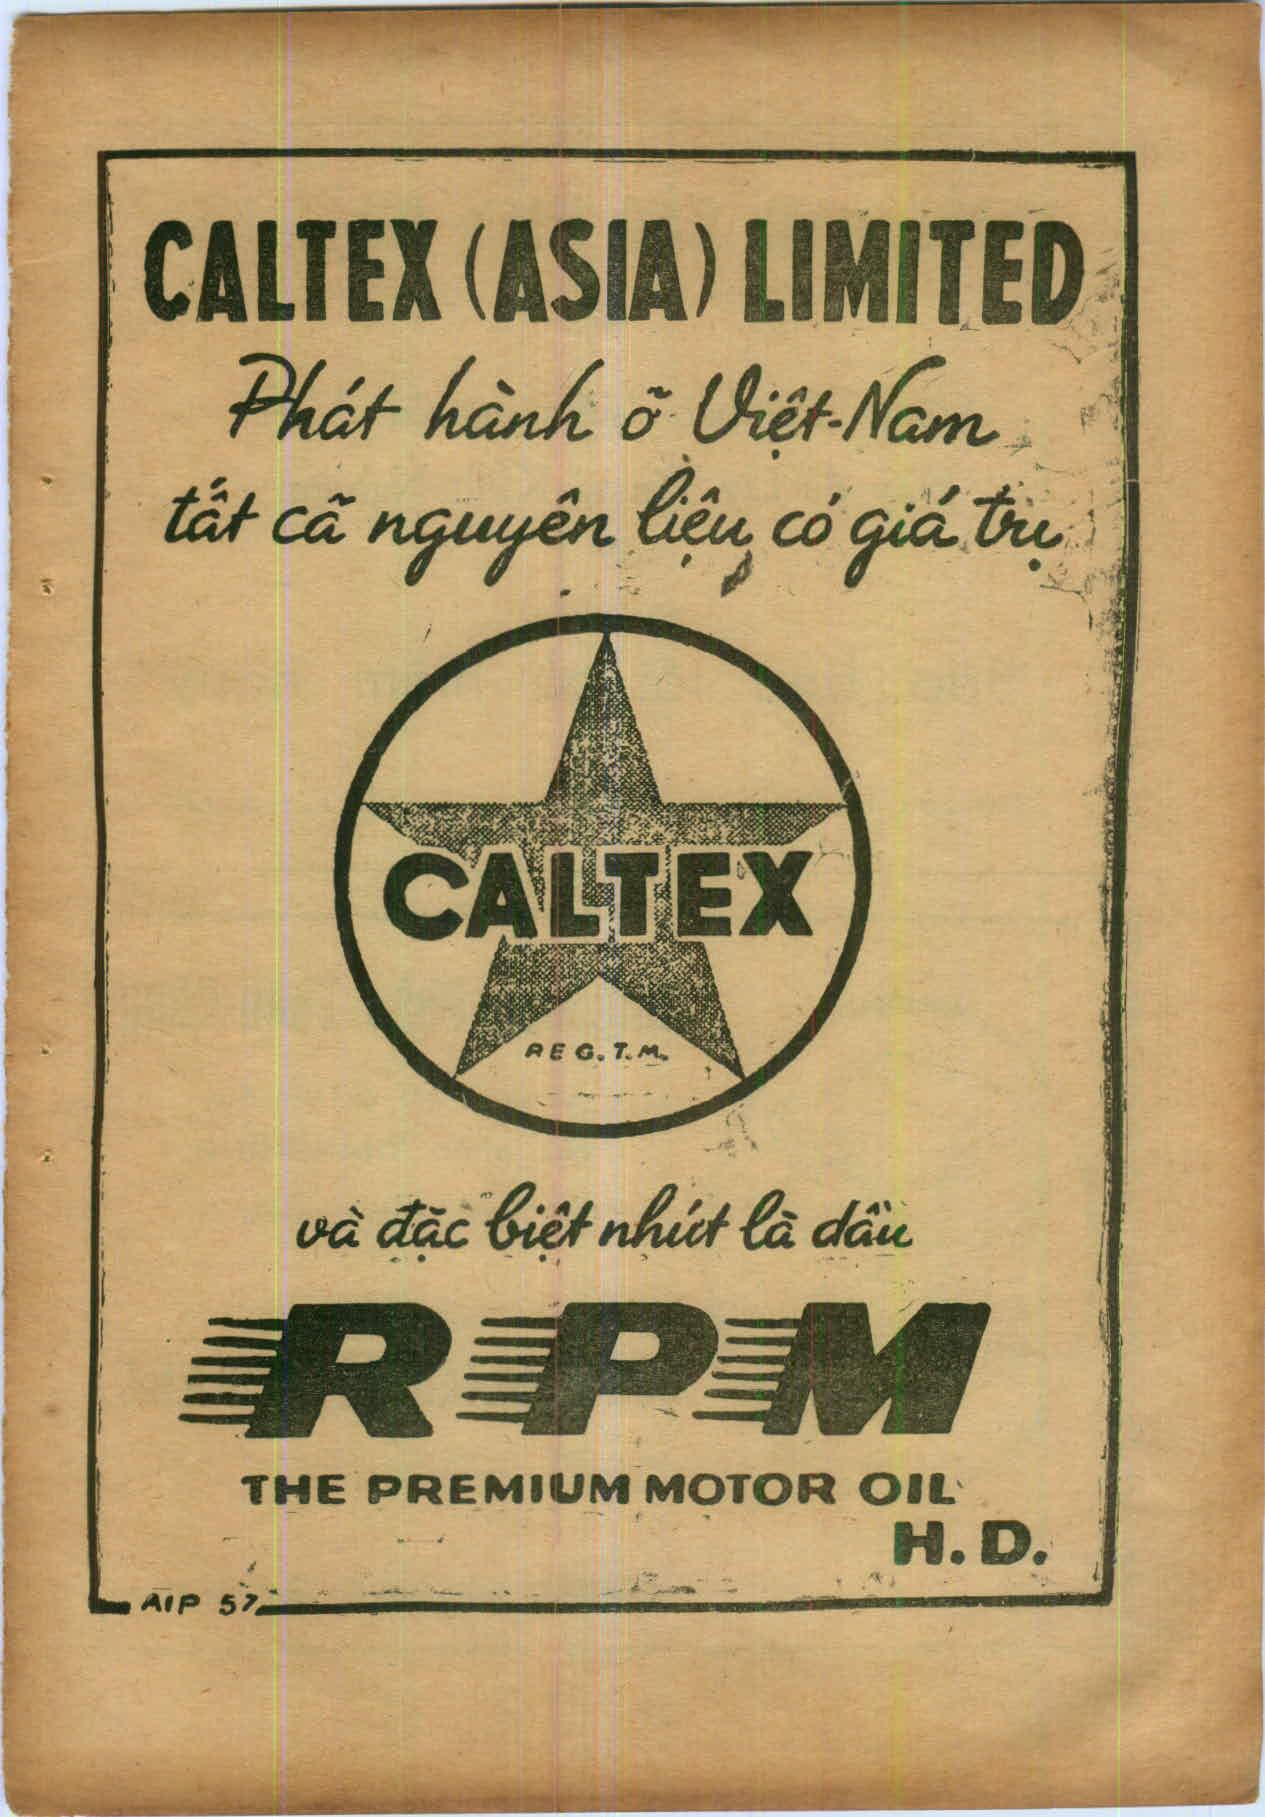 CALTEX (ASIA) LIMITED
Phát hành ỡ Việt-Nam
tất cã nguyên liệu có giá trị
CALTEX
REG. T. M.
và đặc biệt nhứt là dầu
RPM
THE PREMIUM MOTOR OIL
H. D.
AIP 57